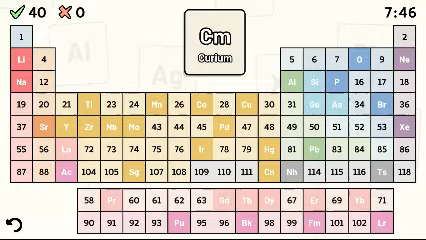 40 0 7:46
Cm
Curium
1 2
Li 4 5 6 7 O 9 Ne
Na 12 Al Si P 16 17 18
19 20 21 Ti 23 24 Mn 26 Co 28 Cu 30 31 Ge As 34 Br 36
37 Sr Y Zr Nb Mo 43 44 45 Pd 47 48 49 50 51 52 53 Xe
55 56 La 72 73 74 75 76 Ir 78 79 Hg 81 Pb 83 84 85 86
87 88 Ac 104 105 Sg 107 108 109 110 111 Cn Nh 114 115 116 Ts 118
58 Pr 60 61 62 63 Gd Tb Dy 67 Er 69 Yb 71
90 91 92 93 Pu 95 96 Bk 98 99 Fm 101 102 Lr
Al
Ag